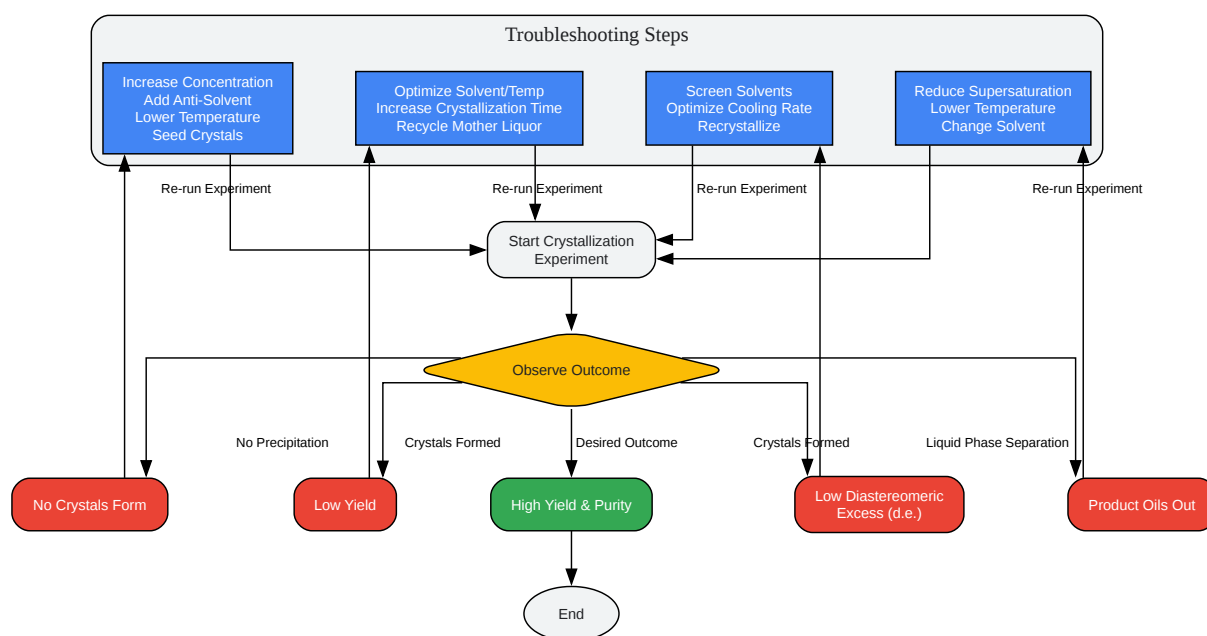 Troubleshooting Steps
Increase Concentration
Add Anti-Solvent
Lower Temperature
Seed Crystals
Optimize Solvent/Temp
Increase Crystallization Time
Recycle Mother Liquor
Screen Solvents
Optimize Cooling Rate
Recrystallize
Reduce Supersaturation
Lower Temperature
Change Solvent
Re-run Experiment
Re-run Experiment
Re-run Experiment
Re-run Experiment
Start Crystallization
Experiment
Observe Outcome
No Precipitation
Crystals Formed
Desired Outcome
Crystals Formed
Liquid Phase Separation
No Crystals Form
Low Yield
High Yield & Purity
Low Diastereomeric
Excess (d.e.)
Product Oils Out
End